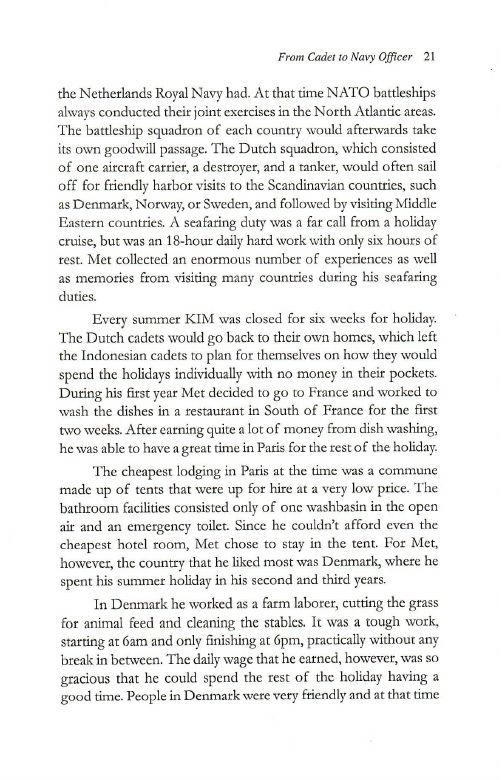 From Cadet to Navy Officer 21
the Netherlands Royal Navy had. At that time NATO battleships
always conducted their joint exercises in the North Atlantic areas.
The battleship squadron of each country would afterwards take
its own goodwill passage. The Dutch squadron, which consisted
of one aircraft carrier, a destroyer, and a tanker, would often sail
off for friendly harbor visits to the Scandinavian countries, such
as Denmark, Norway, or Sweden, and followed by visiting Middle
Eastern countries. A seafaring duty was a far call from a holiday
cruise, but was an 18-hour daily hard work with only six hours of
rest. Met collected an enormous number of experiences as well
as memories from visiting many countries during his seafaring
duties.
Every summer KIM was closed for six weeks for holiday.
The Dutch cadets would go back to their own homes, which left
the Indonesian cadets to plan for themselves on how they would
spend the holidays individually with no money in their pockets.
During his first year Met decided to go to France and worked to
wash the dishes in a restaurant in South of France for the first
two weeks. After earning quite a lot of money from dish washing,
he was able to have a great time in Paris for the rest of the holiday.
The cheapest lodging in Paris at the time was a commune
made up of tents that were up for hire at a very low price. The
bathroom facilities consisted only of one washbasin in the open
air and an emergency toilet. Since he couldn't afford even the
cheapest hotel room, Met chose to stay in the tent. For Met,
however, the country that he liked most was Denmark, where he
spent his summer holiday in his second and third years.
In Denmark he worked as a farm laborer, cutting the grass
for animal feed and cleaning the stables. It was a tough work,
starting at 6am and only finishing at 6pm, practically without any
break in between. The daily wage that he earned, however, was so
gracious that he could spend the rest of the holiday having a
good time. People in Denmark were very friendly and at that time